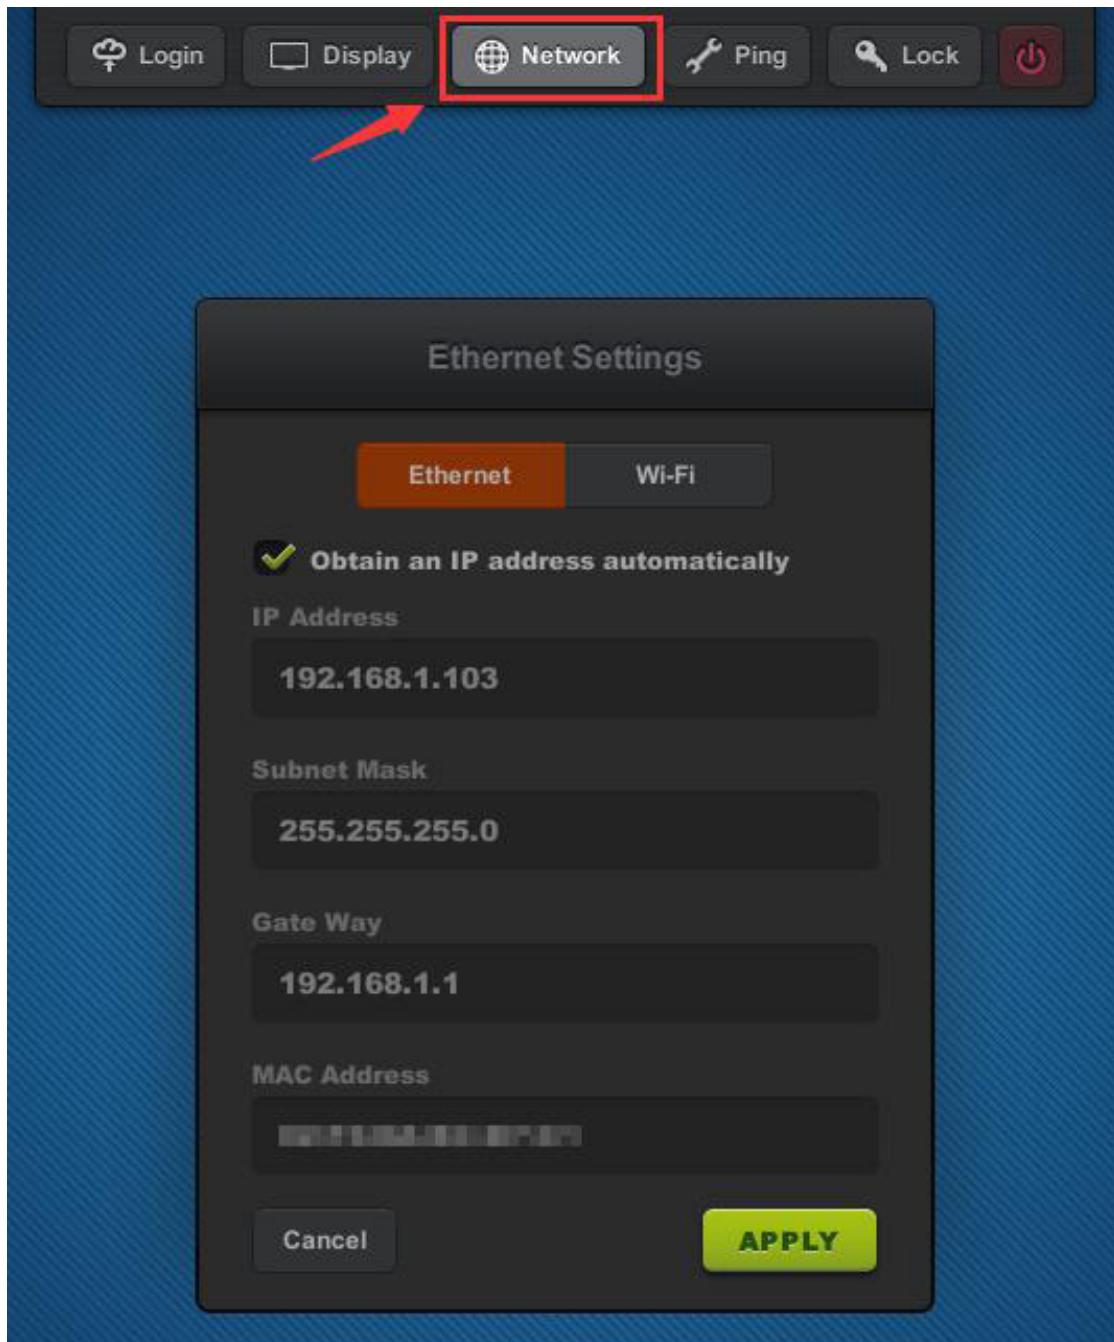 Login Display Network Ping Lock
Ethernet Settings
Ethernet Wi-Fi
Obtain an IP address automatically
IP Address
192.168.1.103
Subnet Mask
255.255.255.0
Gate Way
192.168.1.1
MAC Address
Cancel APPLY